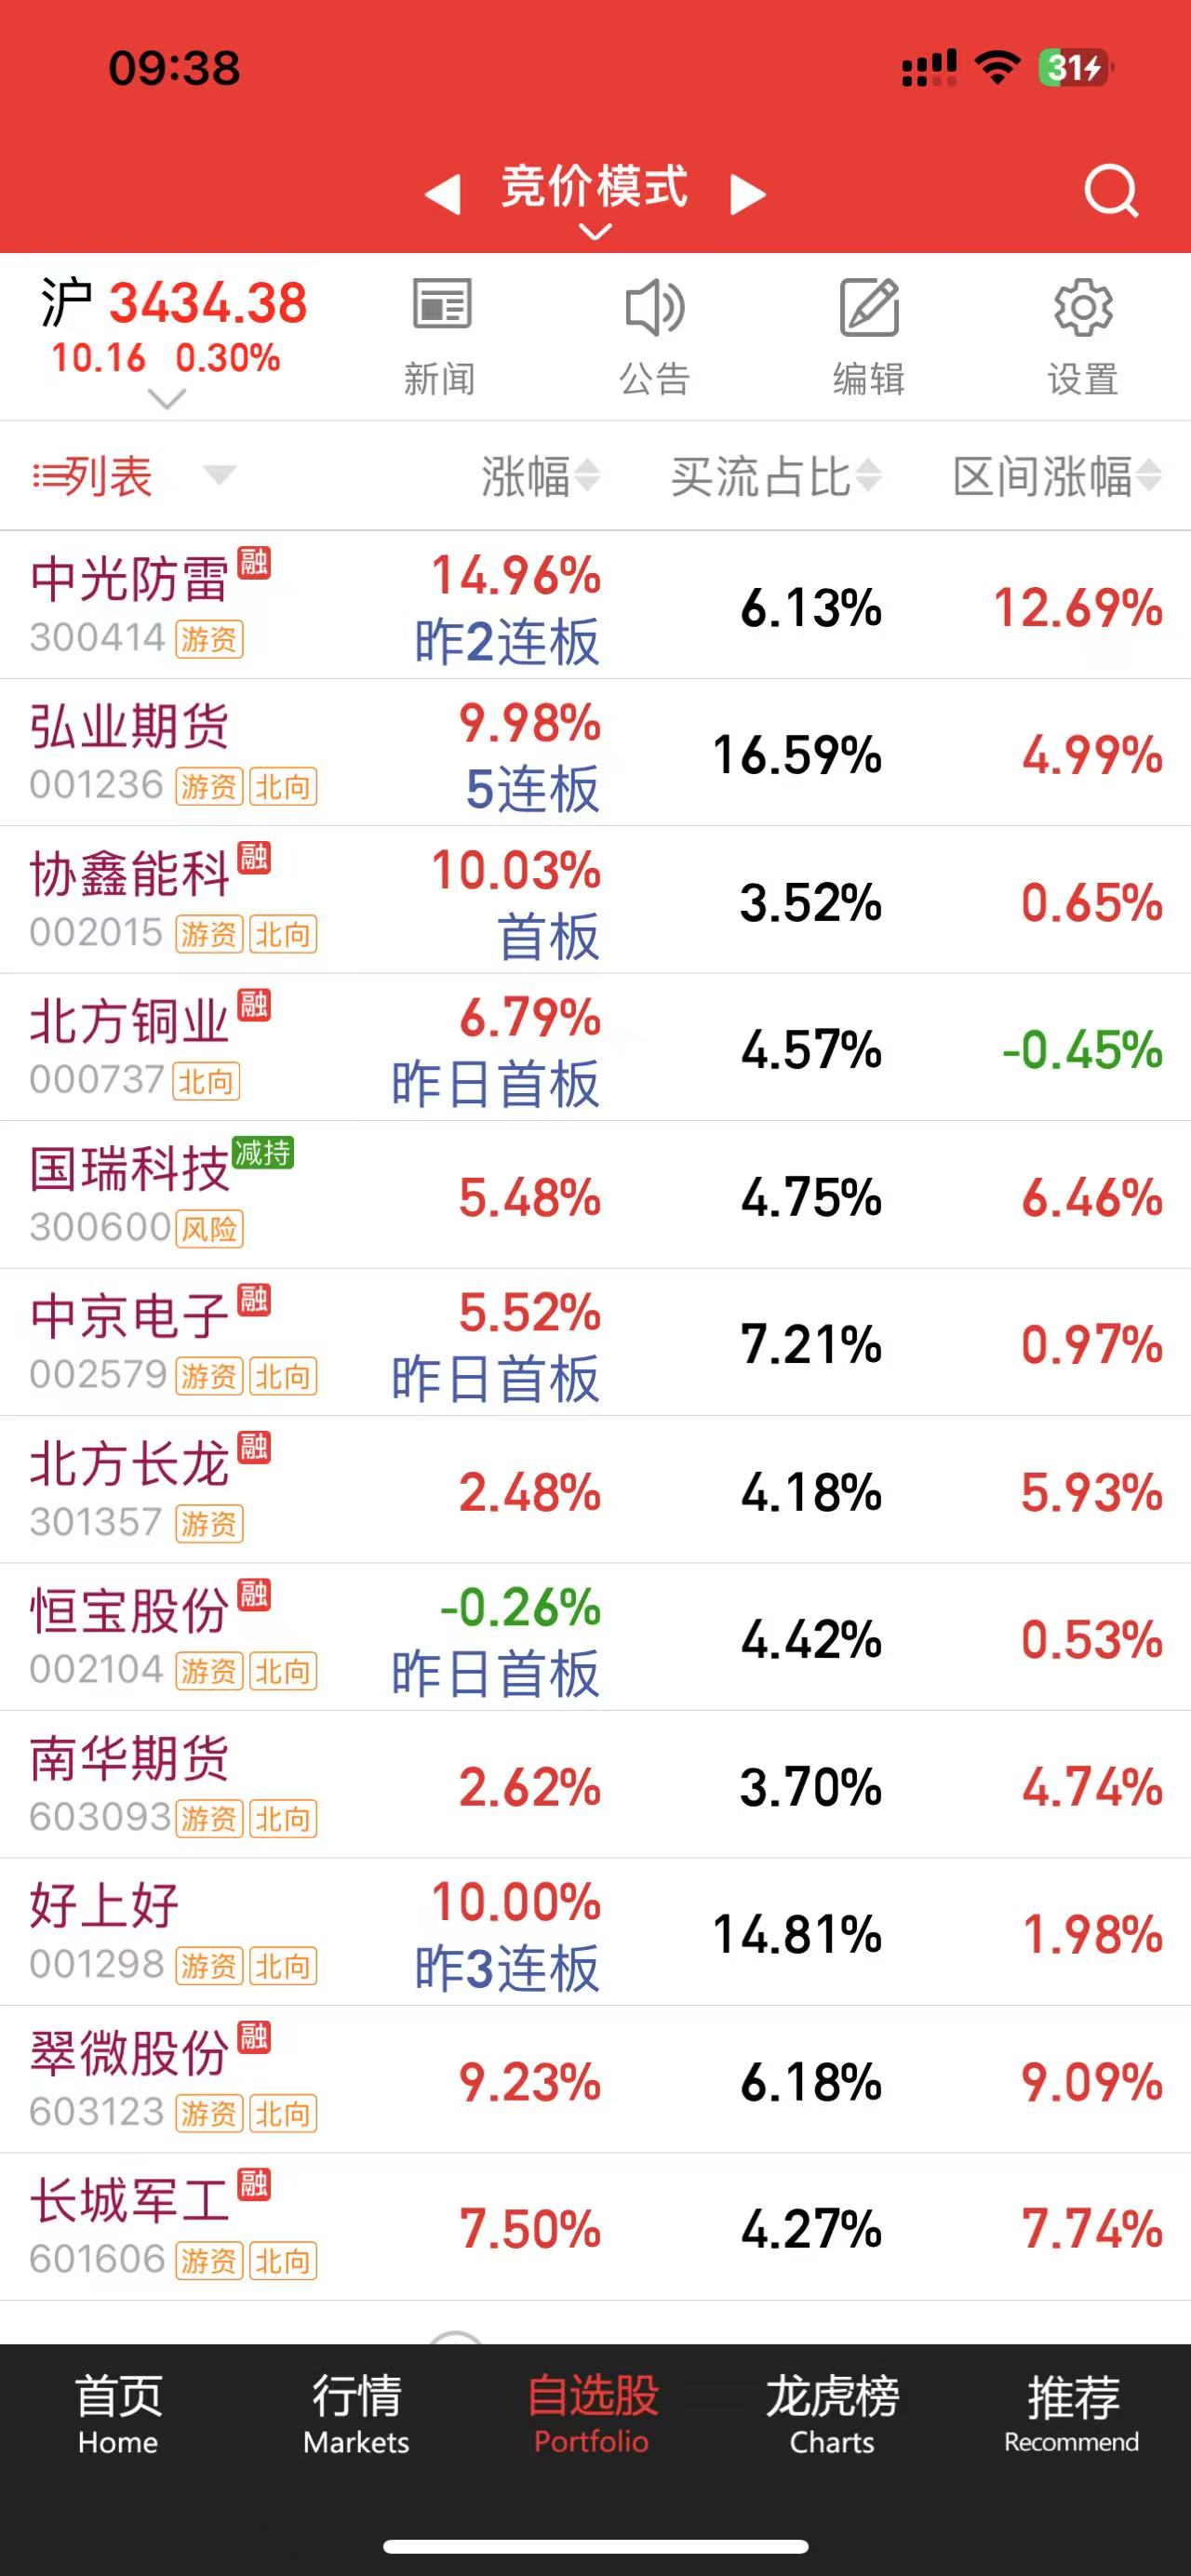 09:38
31
竞价模式
沪 3434.38
10.16 0.30%
新闻 公告 编辑 设置
列表 涨幅 买流占比 区间涨幅
中光防雷 融 14.96% 6.13% 12.69%
300414 游资 昨2连板
弘业期货 9.98% 16.59% 4.99%
001236 游资 北向 5连板
协鑫能科 融 10.03% 3.52% 0.65%
002015 游资 北向 首板
北方铜业 融 6.79% 4.57% -0.45%
000737 北向 昨日首板
国瑞科技 减持 5.48% 4.75% 6.46%
300600 风险
中京电子 融 5.52% 7.21% 0.97%
002579 游资 北向 昨日首板
北方长龙 融 2.48% 4.18% 5.93%
301357 游资
恒宝股份 融 -0.26% 4.42% 0.53%
002104 游资 北向 昨日首板
南华期货 2.62% 3.70% 4.74%
603093 游资 北向
好上好 10.00% 14.81% 1.98%
001298 游资 北向 昨3连板
翠微股份 融 9.23% 6.18% 9.09%
603123 游资 北向
长城军工 融 7.50% 4.27% 7.74%
601606 游资 北向
首页 行情 自选股 龙虎榜 推荐
Home Markets Portfolio Charts Recommend